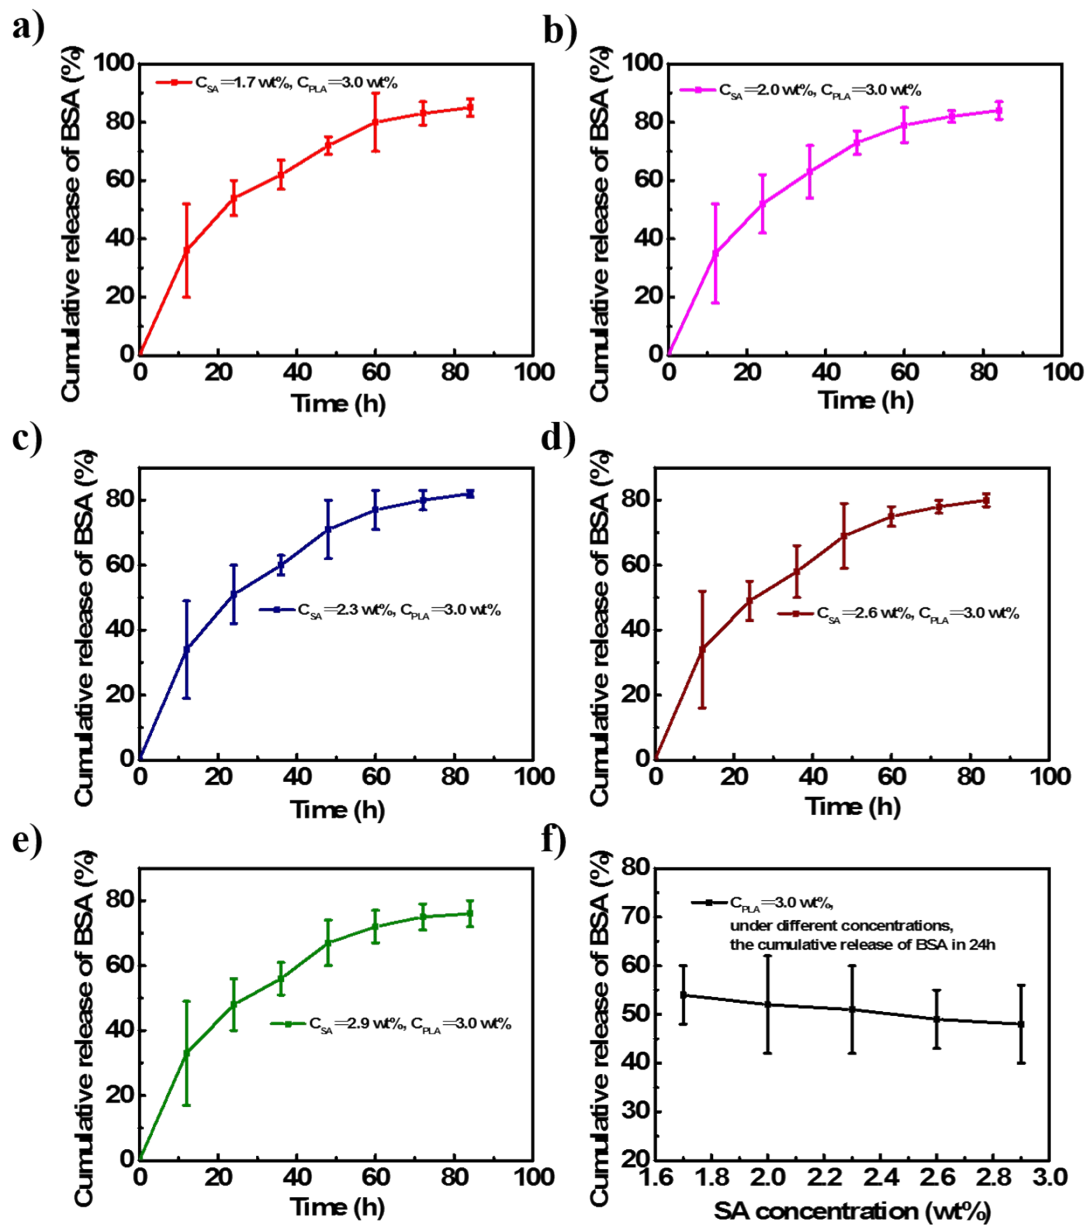 a)
C_SA=1.7 wt%, C_PLA=3.0 wt%
Cumulative release of BSA (%)
100
80
60
40
20
0
0 20 40 60 80 100
Time (h)
b)
C_SA=2.0 wt%, C_PLA=3.0 wt%
Cumulative release of BSA (%)
100
80
60
40
20
0
0 20 40 60 80 100
Time (h)
c)
Cumulative release of BSA (%)
80
60
C_SA=2.3 wt%, C_PLA=3.0 wt%
40
20
0
0 20 40 60 80 100
Time (h)
d)
Cumulative release of BSA (%)
80
60
C_SA=2.6 wt%, C_PLA=3.0 wt%
40
20
0
0 20 40 60 80 100
Time (h)
e)
Cumulative release of BSA (%)
80
60
C_SA=2.9 wt%, C_PLA=3.0 wt%
40
20
0
0 20 40 60 80 100
Time (h)
f)
C_PLA=3.0 wt%,
under different concentrations,
the cumulative release of BSA in 24h
Cumulative release of BSA (%)
80
70
60
50
40
30
20
1.6 1.8 2.0 2.2 2.4 2.6 2.8 3.0
SA concentration (wt%)